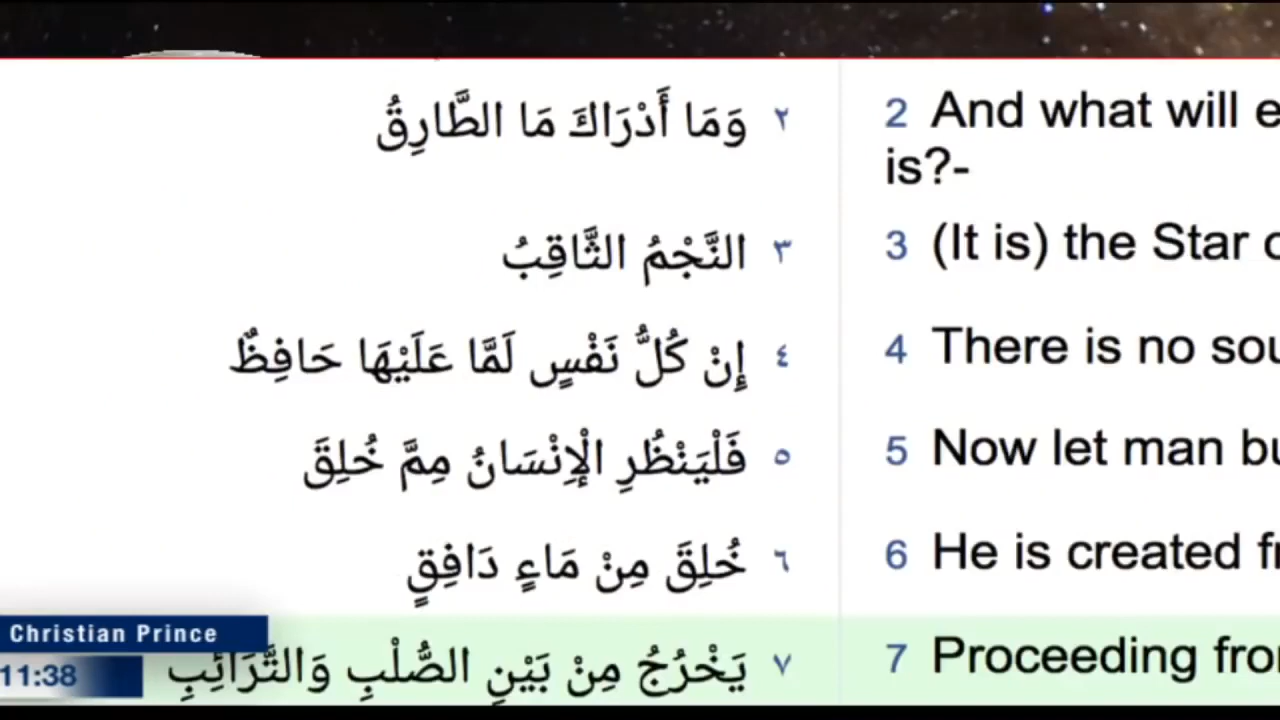 وَمَا أَدْرَاكَ مَا الطَّارِقُ ٢
2 And what will e
is?-
النَّجْمُ الثَّاقِبُ ٣
3 (It is) the Star
إِنْ كُلُّ نَفْسٍ لَمَّا عَلَيْهَا حَافِظٌ ٤
4 There is no sou
فَلْيَنْظُرِ الْإِنْسَانُ مِمَّ خُلِقَ ٥
5 Now let man bu
خُلِقَ مِنْ مَاءٍ دَافِقٍ ٦
6 He is created fr
يَخْرُجُ مِنْ بَيْنِ الصُّلْبِ وَالتَّرَائِبِ ٧
7 Proceeding from
Christian Prince
11:38